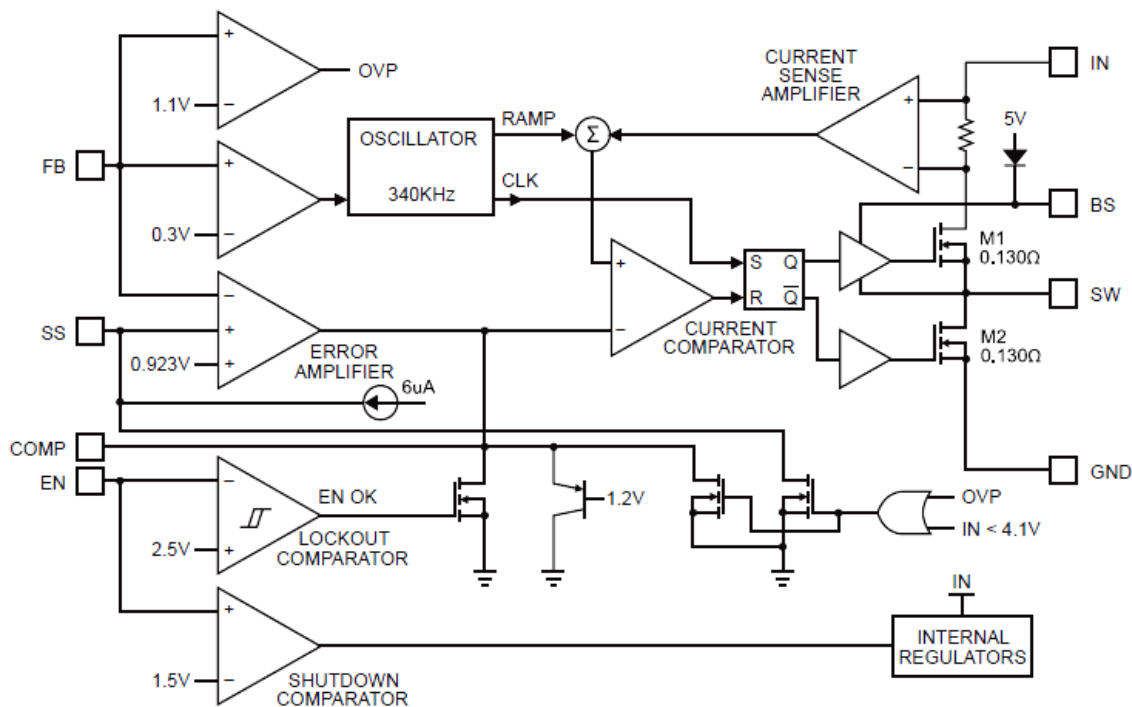 +
OVP
1.1V
−
CURRENT
SENSE
AMPLIFIER
+
−
IN
5V
FB
+
0.3V
−
OSCILLATOR
340KHz
RAMP
CLK
Σ
BS
M1
0.130Ω
SW
S Q
R Q̅
+
−
CURRENT
COMPARATOR
M2
0.130Ω
SS
−
+
0.923V
+
ERROR
AMPLIFIER
6uA
COMP
EN
−
EN OK
2.5V
+
LOCKOUT
COMPARATOR
1.2V
OVP
IN < 4.1V
GND
+
1.5V
−
SHUTDOWN
COMPARATOR
IN
INTERNAL
REGULATORS